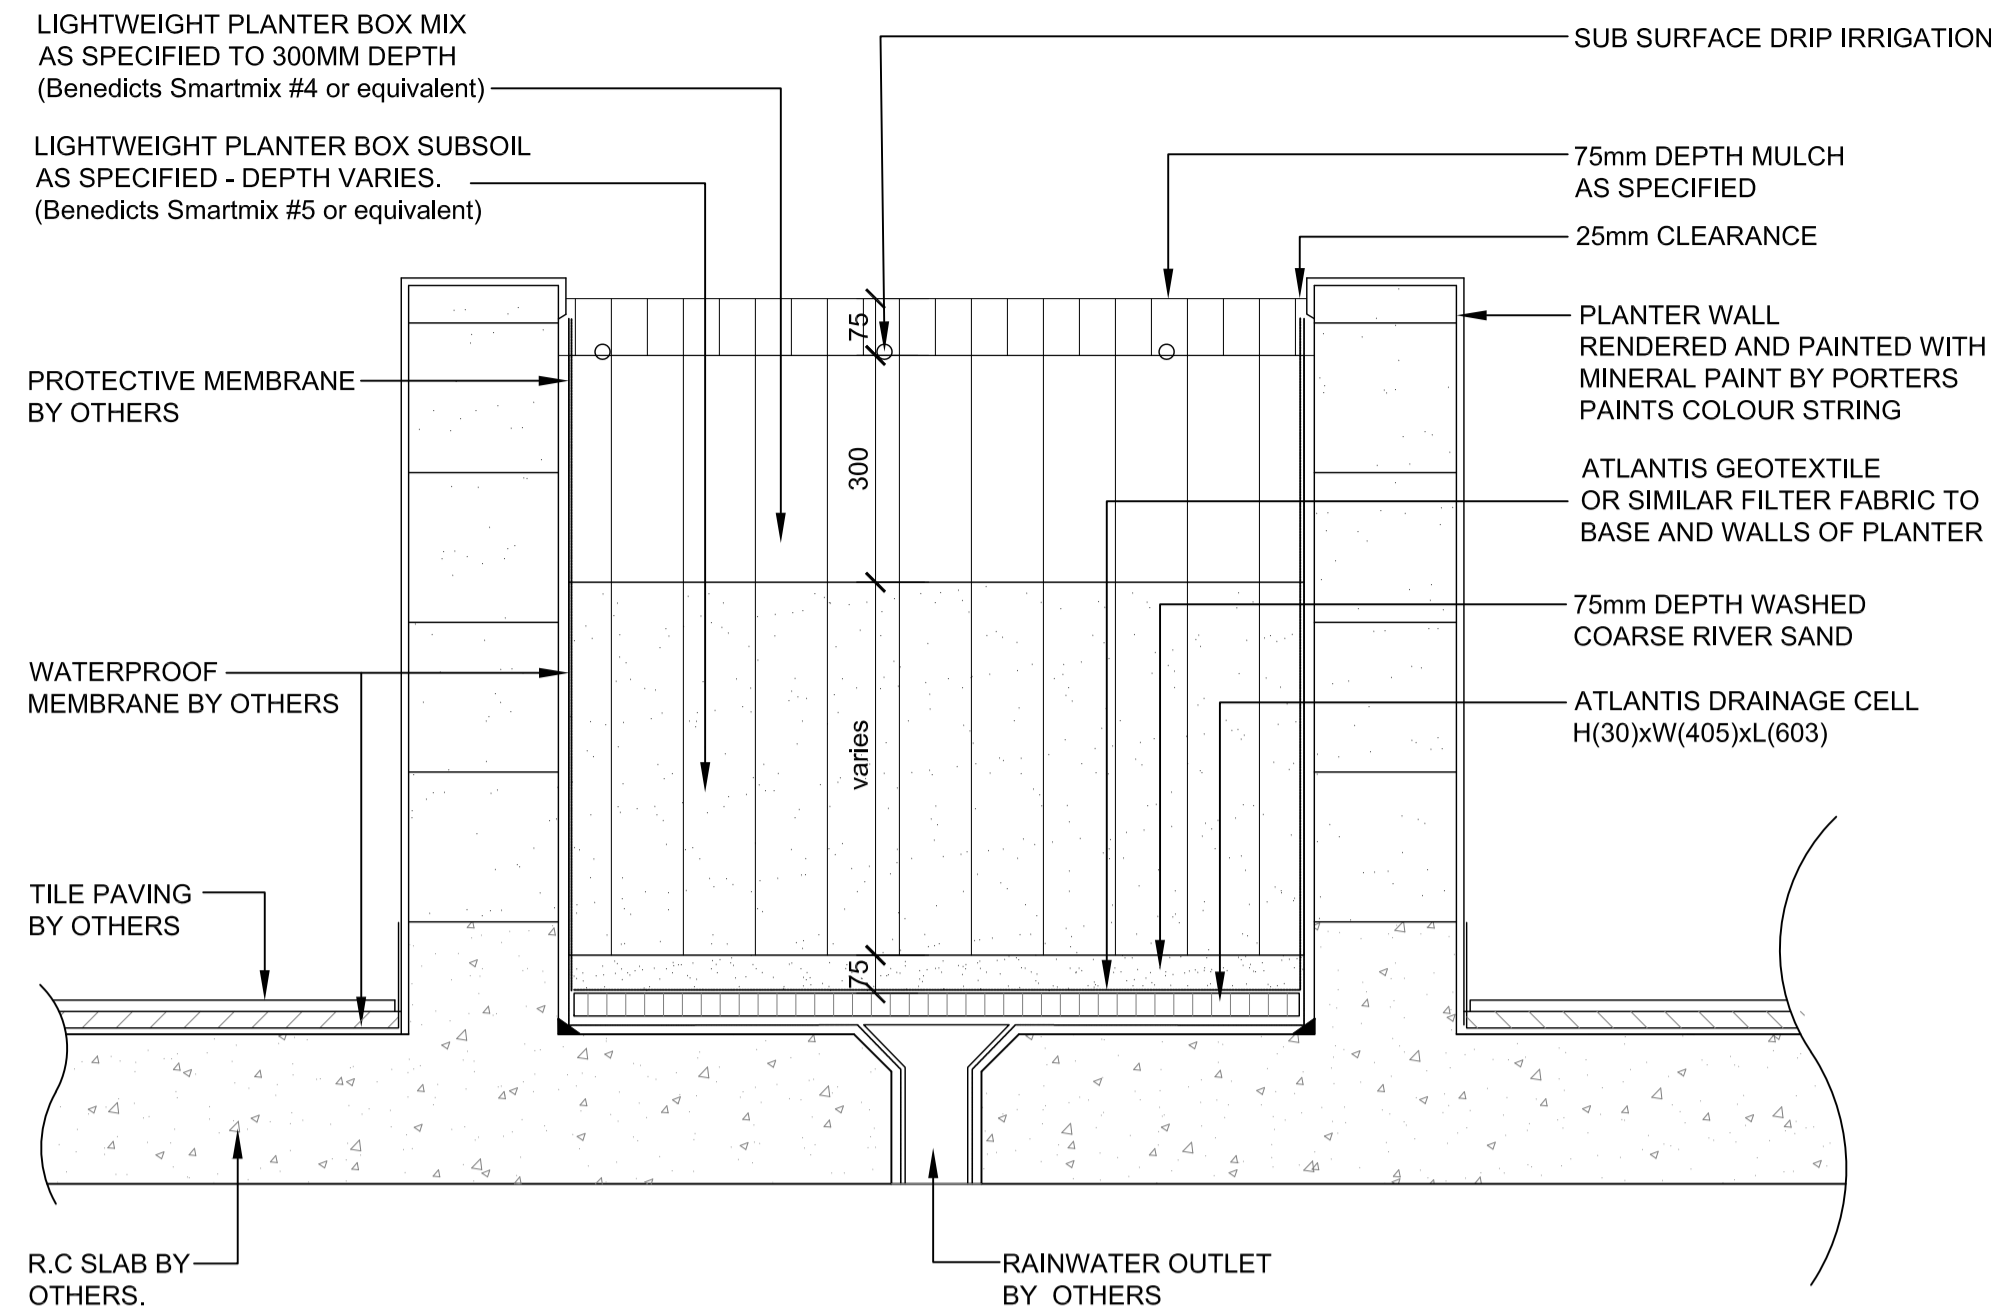 LIGHTWEIGHT PLANTER BOX MIX
AS SPECIFIED TO 300MM DEPTH
(Benedicts Smartmix #4 or equivalent)
LIGHTWEIGHT PLANTER BOX SUBSOIL
AS SPECIFIED - DEPTH VARIES.
(Benedicts Smartmix #5 or equivalent)
PROTECTIVE MEMBRANE
BY OTHERS
WATERPROOF
MEMBRANE BY OTHERS
TILE PAVING
BY OTHERS
R.C SLAB BY
OTHERS.
75
300
varies
75
SUB SURFACE DRIP IRRIGATION
75mm DEPTH MULCH
AS SPECIFIED
25mm CLEARANCE
PLANTER WALL
RENDERED AND PAINTED WITH
MINERAL PAINT BY PORTERS
PAINTS COLOUR STRING
ATLANTIS GEOTEXTILE
OR SIMILAR FILTER FABRIC TO
BASE AND WALLS OF PLANTER
75mm DEPTH WASHED
COARSE RIVER SAND
ATLANTIS DRAINAGE CELL
H(30)xW(405)xL(603)
RAINWATER OUTLET
BY OTHERS